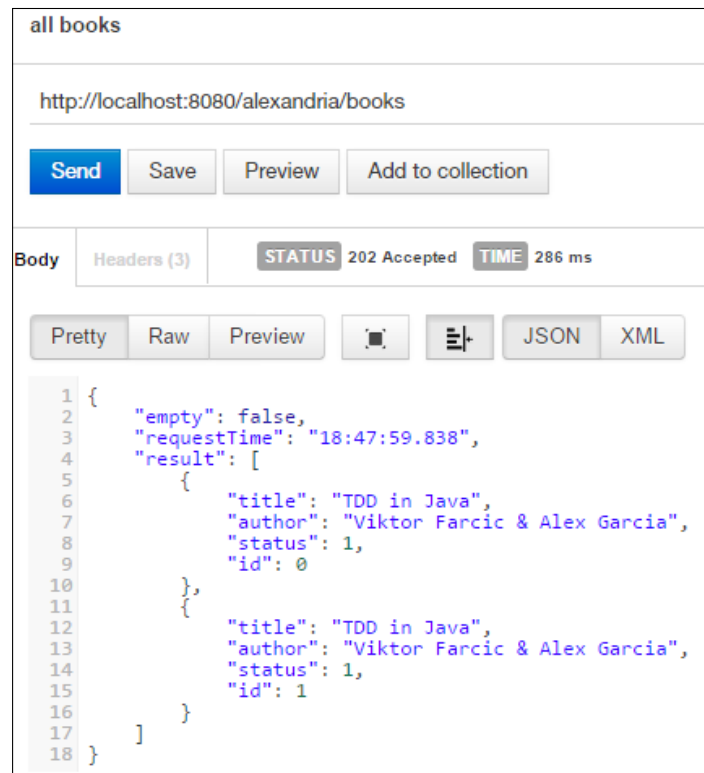 all books
http://localhost:8080/alexandria/books
Send Save Preview Add to collection
Body Headers (3) STATUS 202 Accepted TIME 286 ms
Pretty Raw Preview JSON XML
1 {
2     "empty": false,
3     "requestTime": "18:47:59.838",
4     "result": [
5         {
6             "title": "TDD in Java",
7             "author": "Viktor Farcic & Alex Garcia",
8             "status": 1,
9             "id": 0
10         },
11         {
12             "title": "TDD in Java",
13             "author": "Viktor Farcic & Alex Garcia",
14             "status": 1,
15             "id": 1
16         }
17     ]
18 }